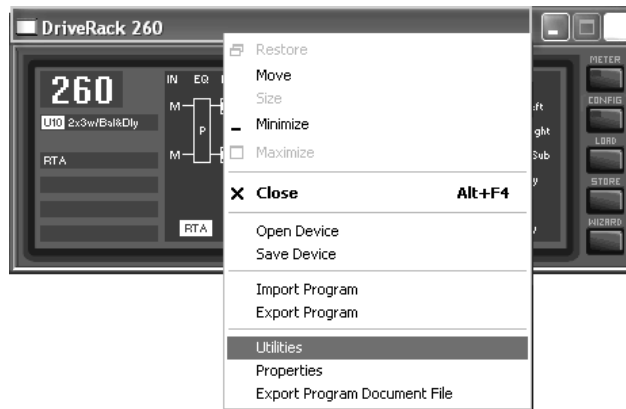 DriveRack 260
Restore
Move
Size
Minimize
Maximize
Close Alt+F4
Open Device
Save Device
Import Program
Export Program
Utilities
Properties
Export Program Document File
260
U10 2x3w/Bal&Dly
RTA
IN EQ
M
P
M
RTA
ght
Sub
METER
CONFIG
LOAD
STORE
WIZARD